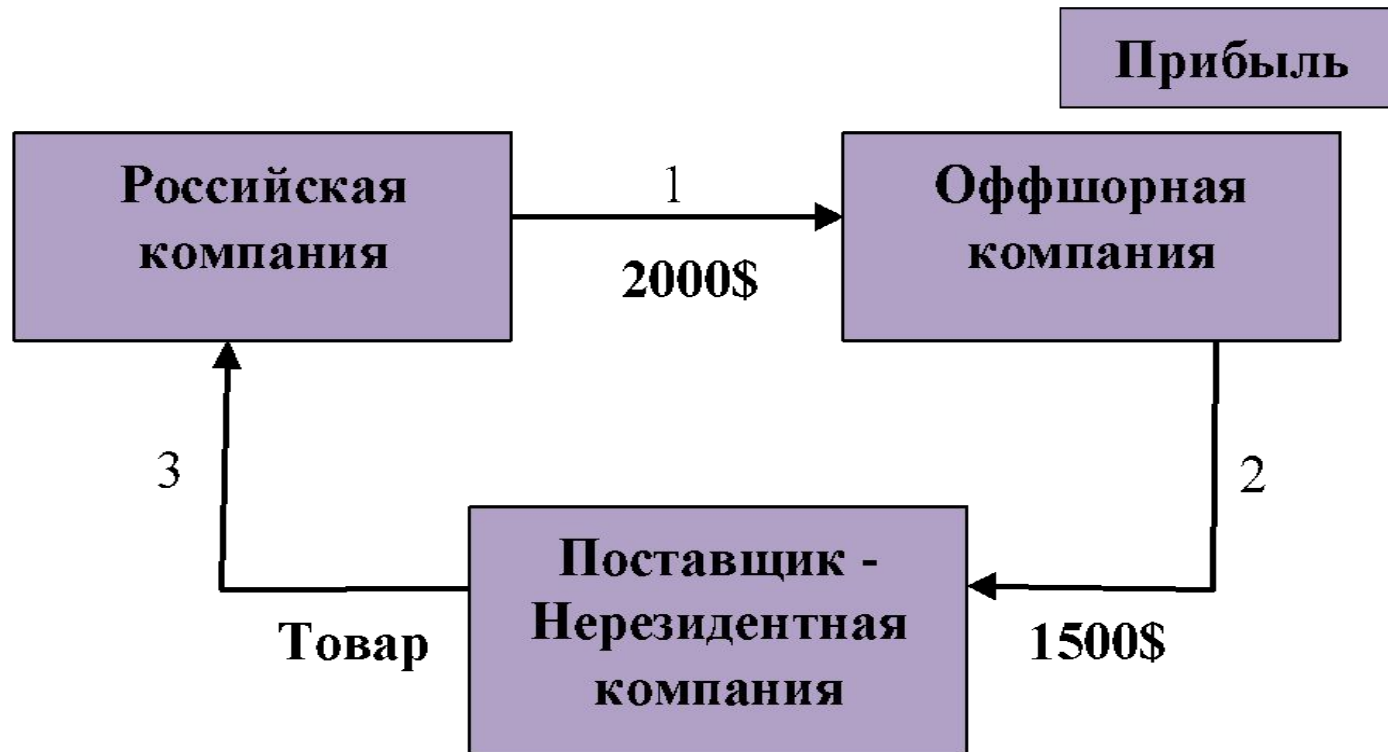 Прибыль
Российская
компания
1
2000$
Оффшорная
компания
3
2
Поставщик -
Нерезидентная
компания
Товар
1500$